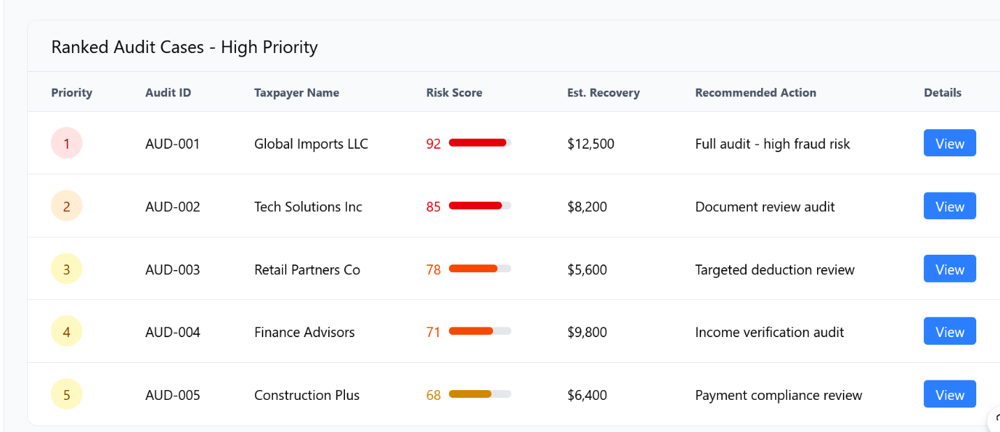 Ranked Audit Cases - High Priority
Priority Audit ID Taxpayer Name Risk Score Est. Recovery Recommended Action Details
1 AUD-001 Global Imports LLC 92 $12,500 Full audit - high fraud risk View
2 AUD-002 Tech Solutions Inc 85 $8,200 Document review audit View
3 AUD-003 Retail Partners Co 78 $5,600 Targeted deduction review View
4 AUD-004 Finance Advisors 71 $9,800 Income verification audit View
5 AUD-005 Construction Plus 68 $6,400 Payment compliance review View